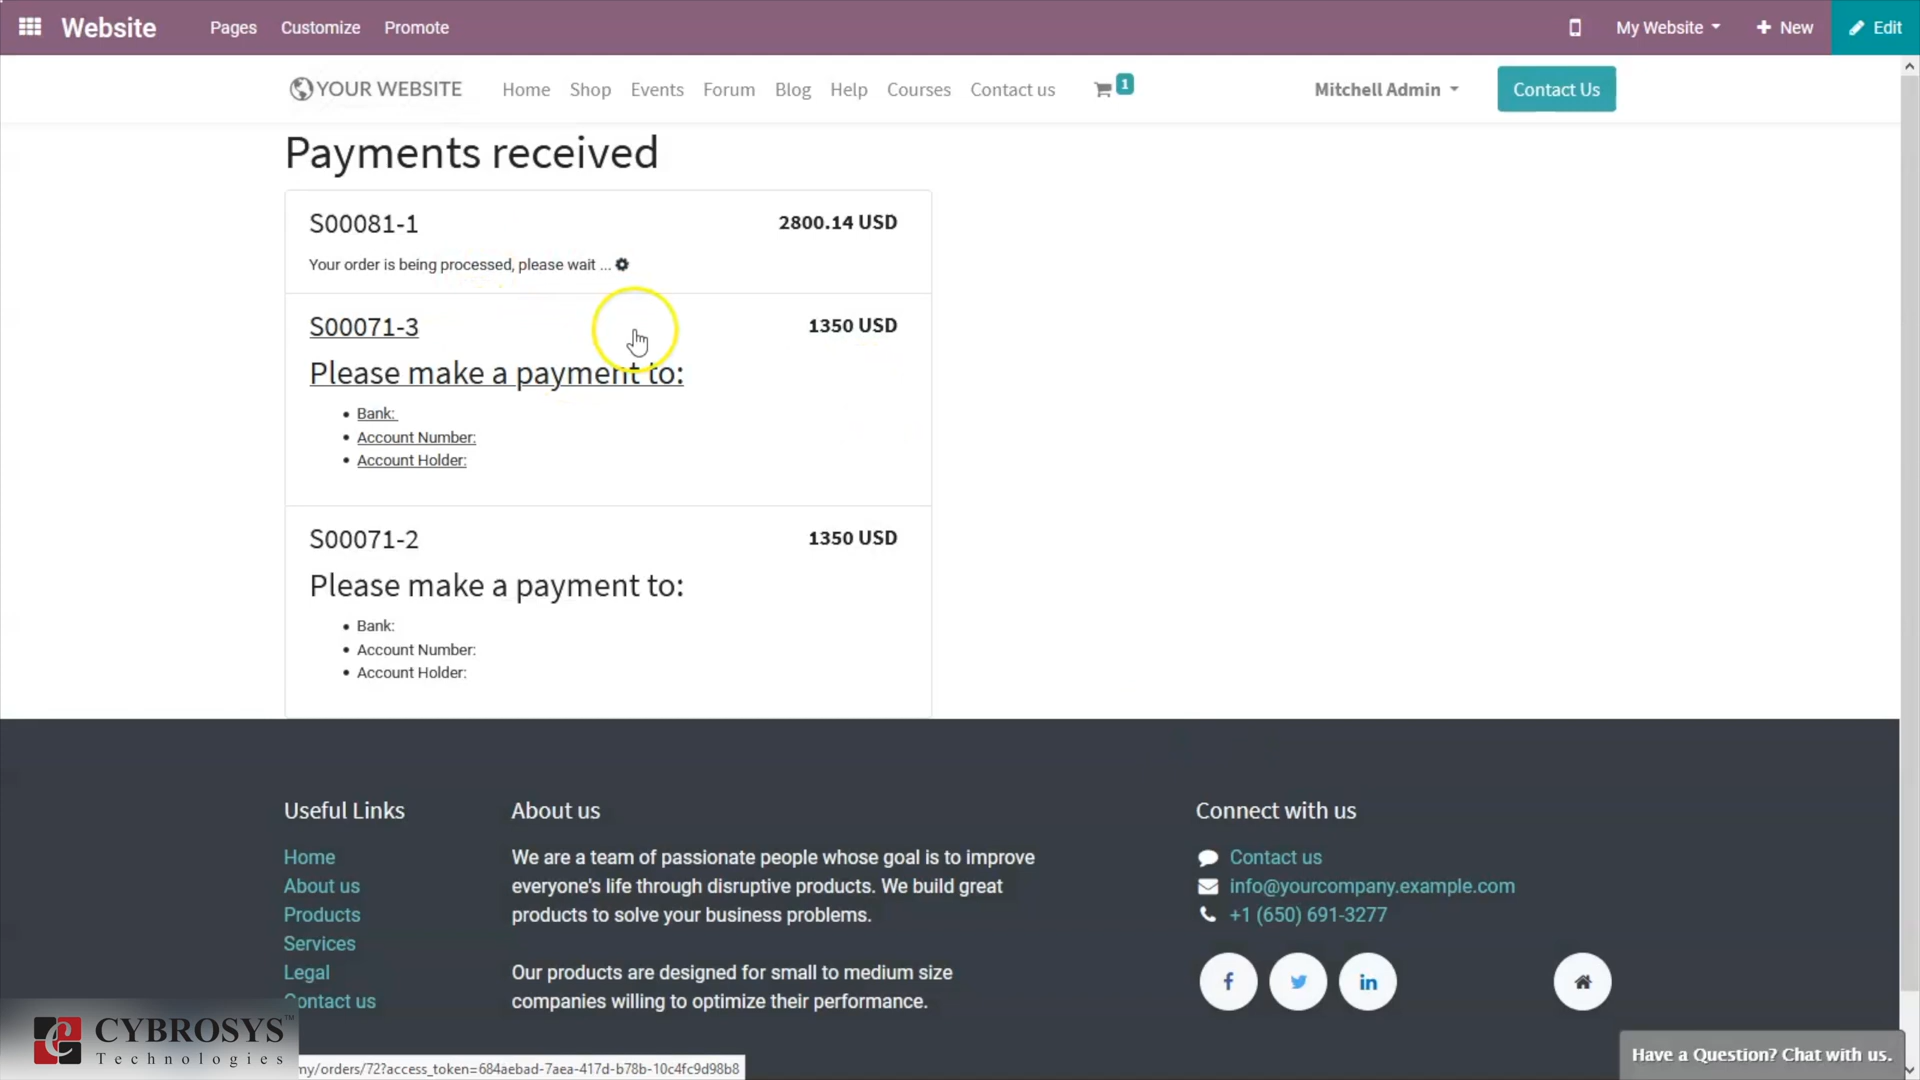 Website Pages Customize Promote My Website New Edit
YOUR WEBSITE Home Shop Events Forum Blog Help Courses Contact us 1 Mitchell Admin Contact Us
Payments received
S00081-1 2800.14 USD
Your order is being processed, please wait ...
S00071-3 1350 USD
Please make a payment to:
• Bank:
• Account Number:
• Account Holder:
S00071-2 1350 USD
Please make a payment to:
• Bank:
• Account Number:
• Account Holder:
Useful Links
Home
About us
Products
Services
Legal
Contact us
About us
We are a team of passionate people whose goal is to improve
everyone's life through disruptive products. We build great
products to solve your business problems.
Our products are designed for small to medium size
companies willing to optimize their performance.
Connect with us
Contact us
info@yourcompany.example.com
+1 (650) 691-3277
CYBROSYS™
Technologies
my/orders/72?access_token=684aebad-7aea-417d-b78b-10c4fc9d98b8
Have a Question? Chat with us.